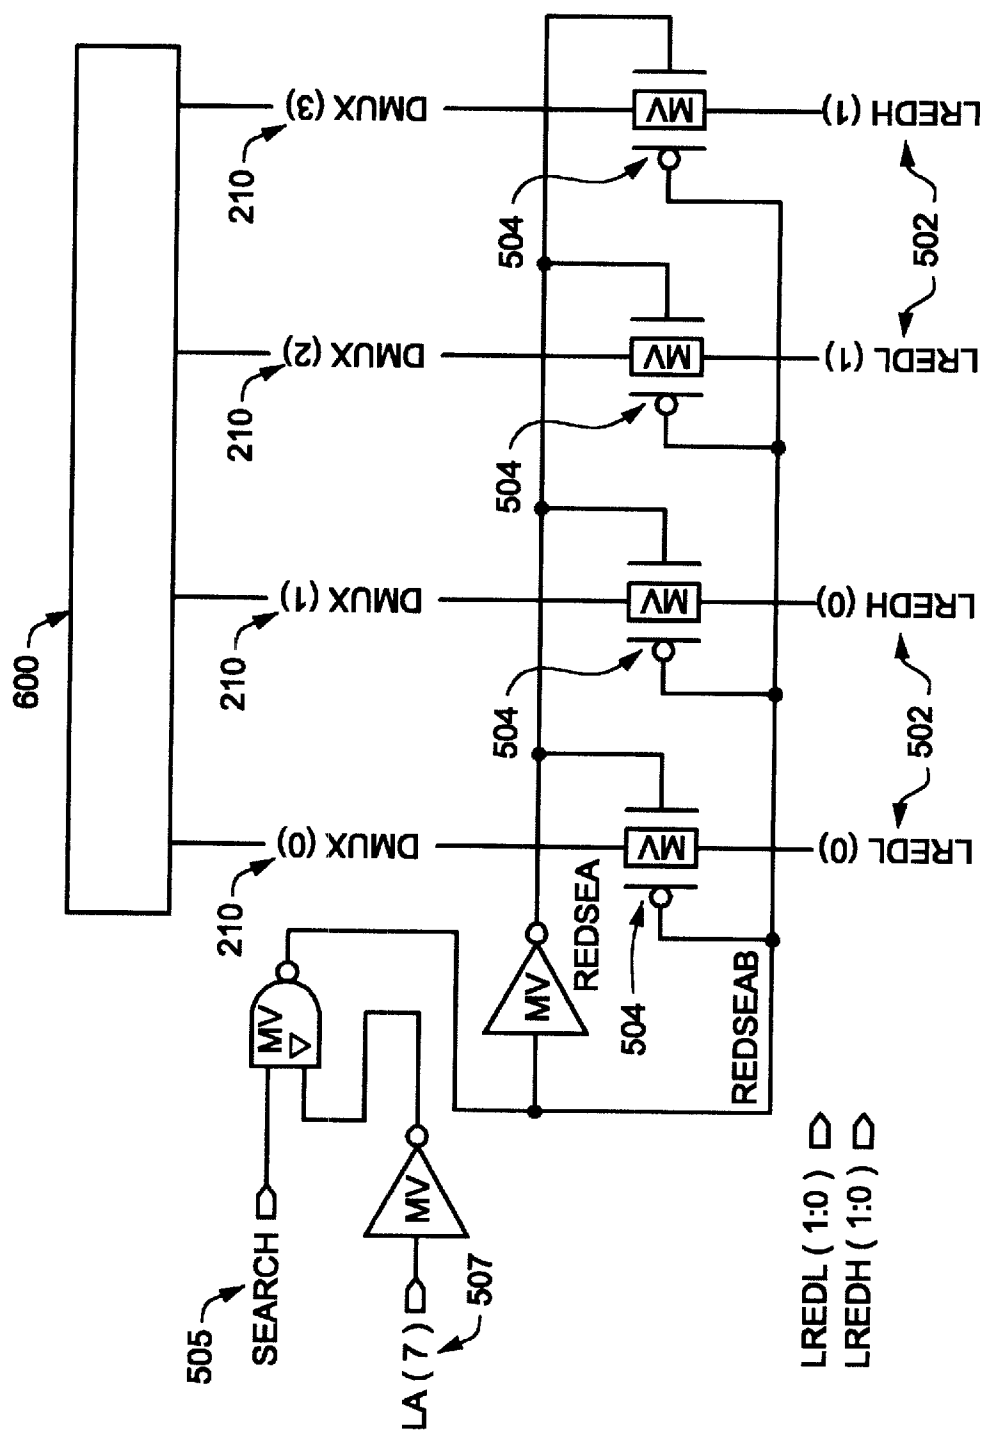 600
210
DMUX (0)
210
DMUX (1)
210
DMUX (2)
210
DMUX (3)
505
SEARCH
MV
LA ( 7 )
507
MV
MV
REDSEA
REDSEAB
504
MV
504
MV
504
MV
504
MV
LREDL (0)
502
LREDH (0)
LREDL (1)
502
LREDH (1)
LREDL ( 1:0 )
LREDH ( 1:0 )